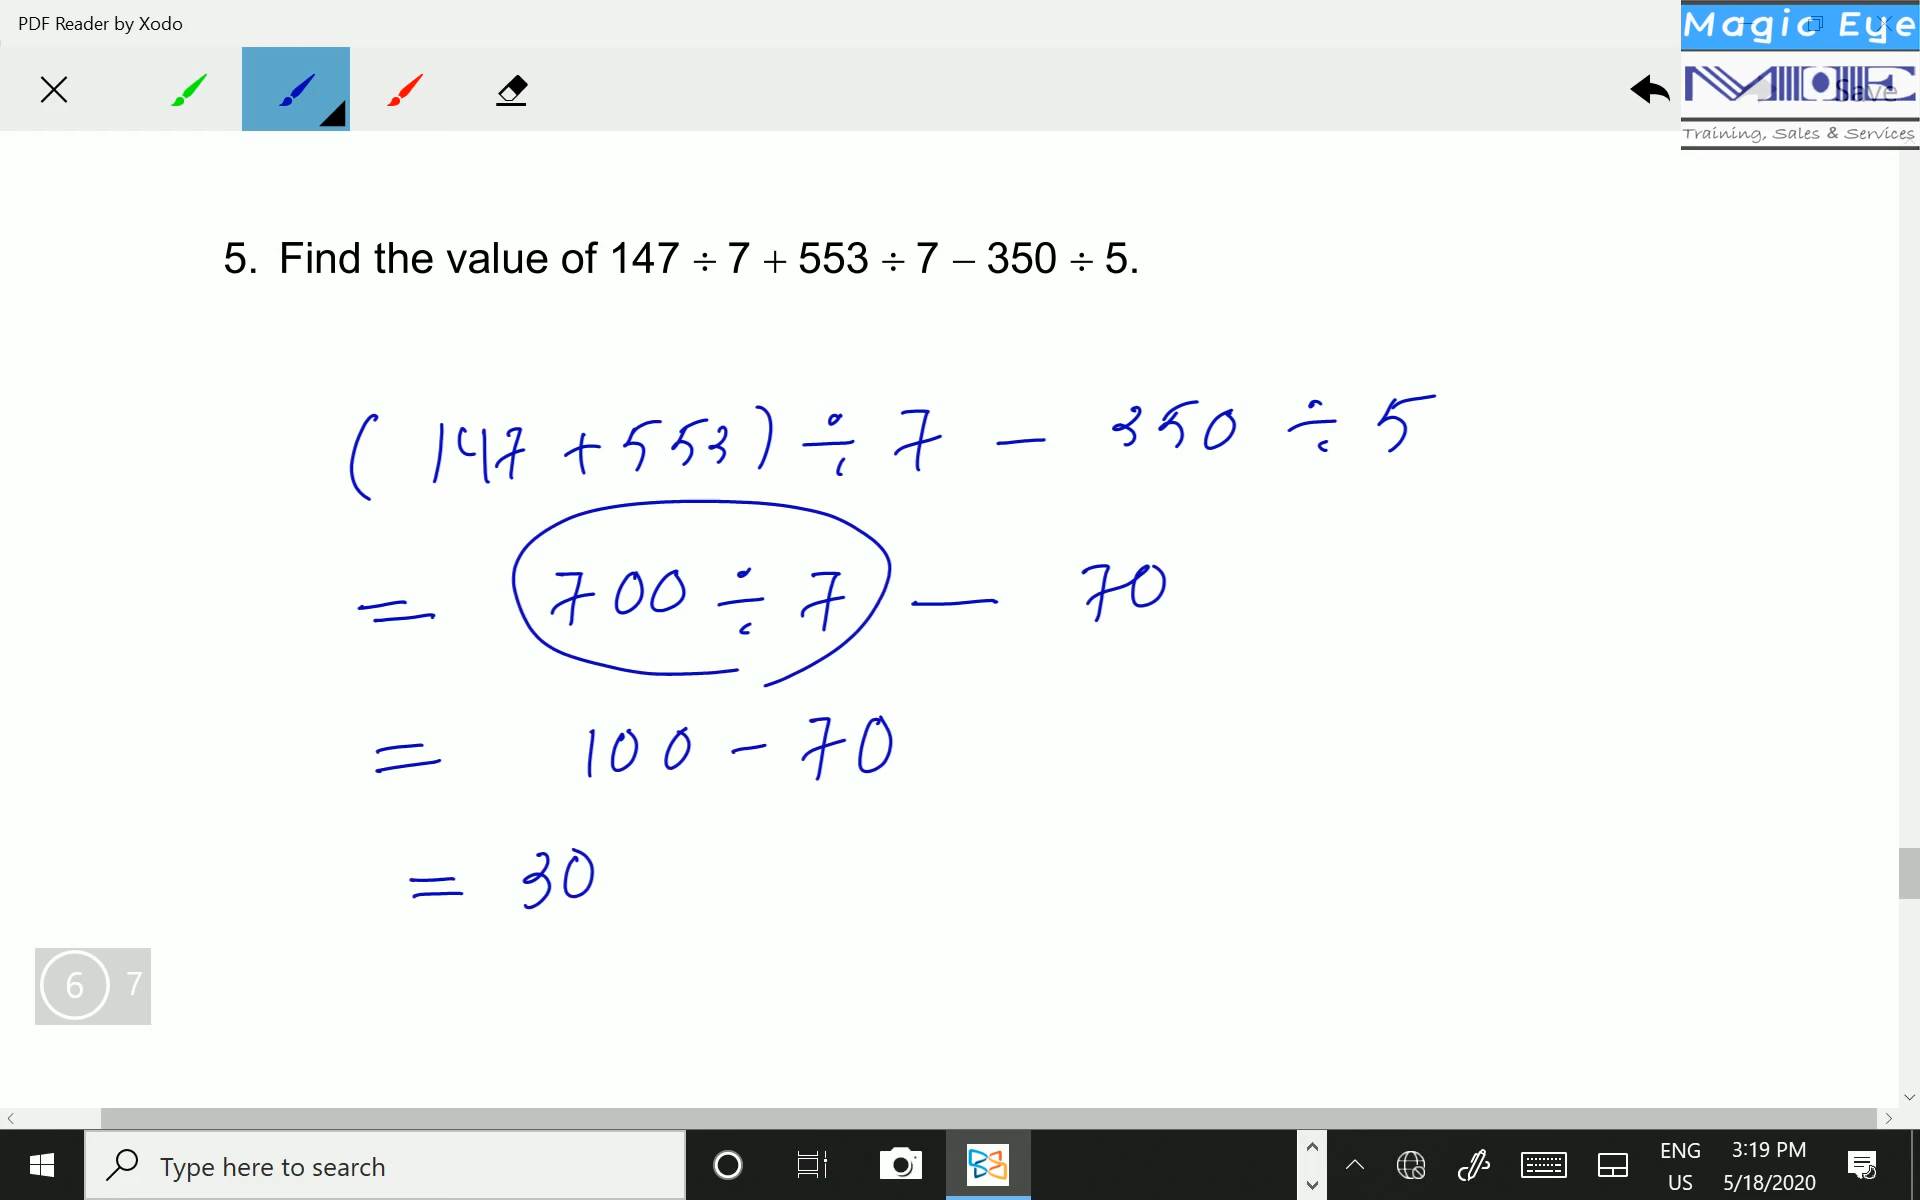 PDF Reader by Xodo
Magic Eye
MOE
Save
Training, Sales & Services
5. Find the value of 147 ÷ 7 + 553 ÷ 7 – 350 ÷ 5.
( 147 + 553 ) ÷ 7 – 350 ÷ 5
= 700 ÷ 7 — 70
= 100 - 70
= 30
6 7
Type here to search
ENG
US
3:19 PM
5/18/2020